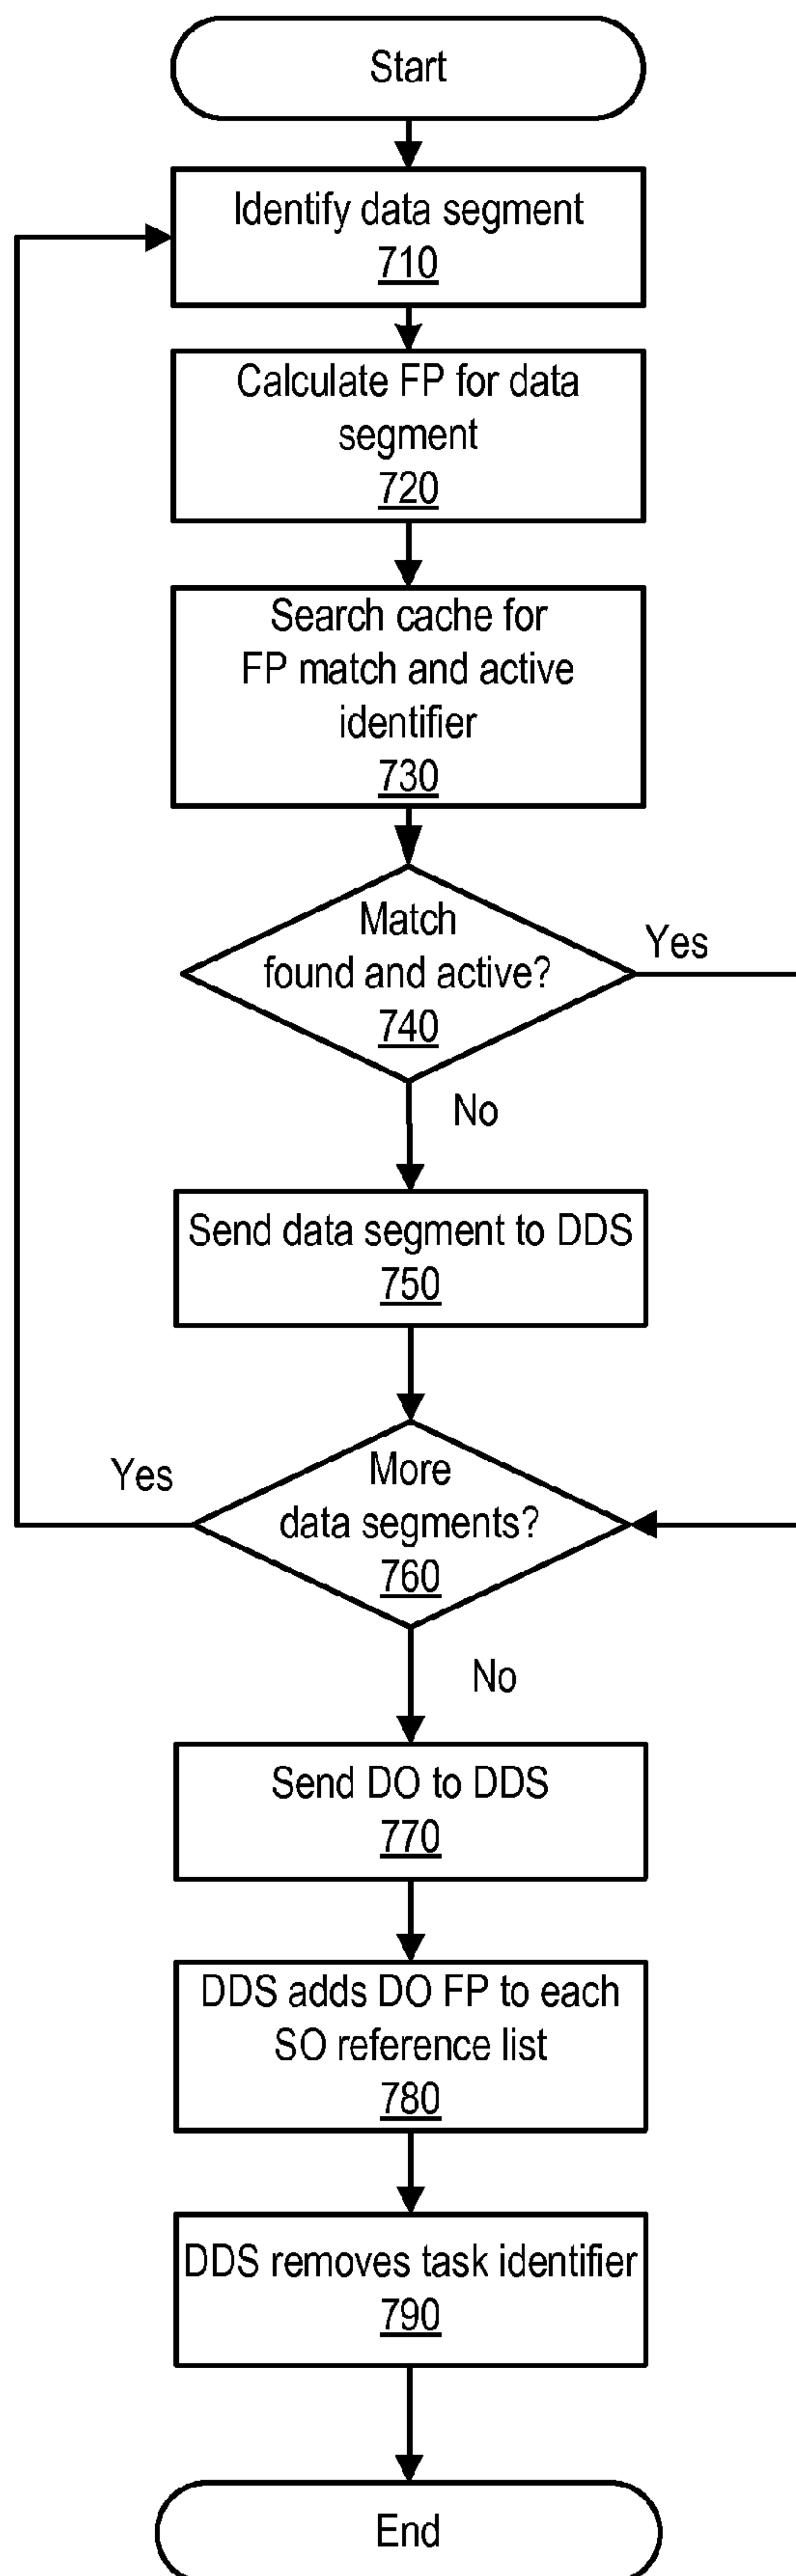 Start
Identify data segment
710
Calculate FP for data
segment
720
Search cache for
FP match and active
identifier
730
Match
found and active?
740
Yes
No
Send data segment to DDS
750
Yes
More
data segments?
760
No
Send DO to DDS
770
DDS adds DO FP to each
SO reference list
780
DDS removes task identifier
790
End